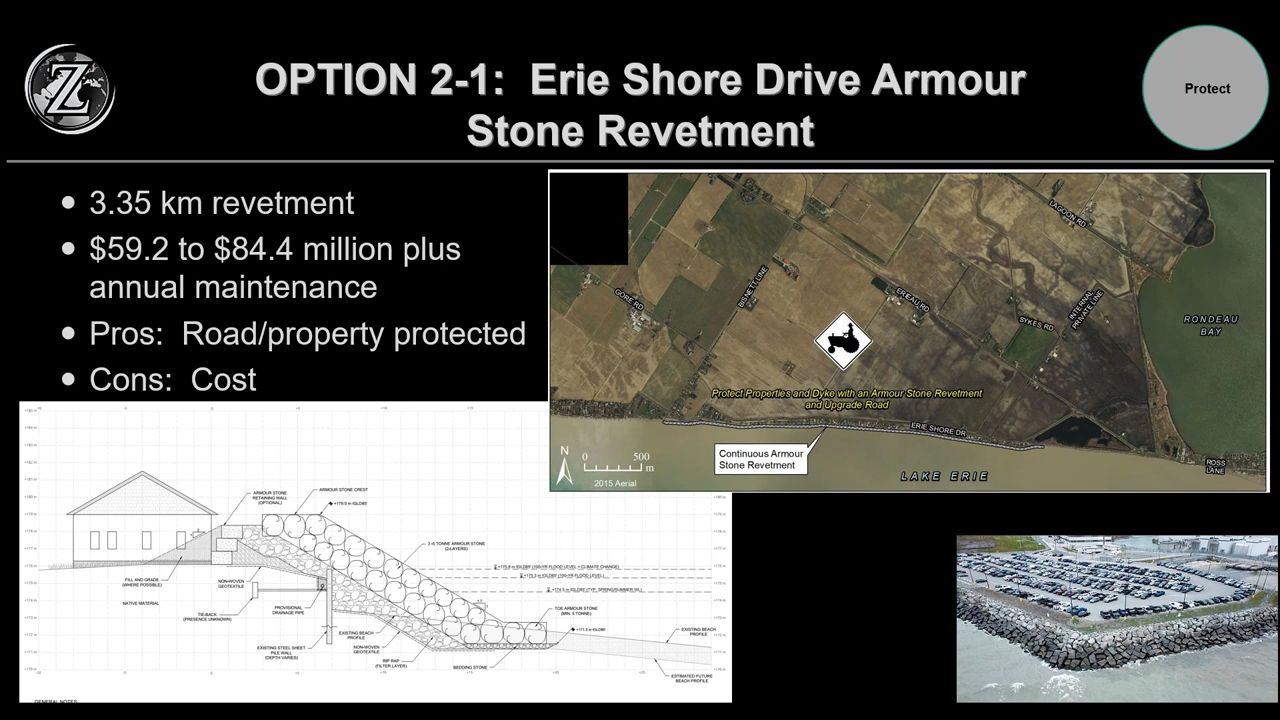 Z
OPTION 2-1:  Erie Shore Drive Armour
Stone Revetment
Protect
• 3.35 km revetment
• $59.2 to $84.4 million plus
annual maintenance
• Pros:  Road/property protected
• Cons:  Cost
LAGOON RD
GORE RD
BISNETT LINE
ERIEAU RD
SYKES RD
INTERNAL
PRIVATE LINE
RONDEAU
BAY
Protect Properties and Dyke with an Armour Stone Revetment
and Upgrade Road
ERIE SHORE DR
Continuous Armour
Stone Revetment
LAKE ERIE
ROSS
LANE
N
0 500
m
2015 Aerial
ARMOUR STONE
RETAINING WALL
(OPTIONAL)
ARMOUR STONE CREST
ARMOUR STONE
(2-LAYERS)
FILL AND GRADE
(WHERE POSSIBLE)
NON-WOVEN
GEOTEXTILE
NATIVE MATERIAL
TIE-BACK
(PRESENCE UNKNOWN)
PROVISIONAL
DRAINAGE PIPE
EXISTING STEEL SHEET
PILE WALL
(DEPTH VARIES)
EXISTING BEACH
PROFILE
NON-WOVEN
GEOTEXTILE
RIP RAP
(FILTER LAYER)
BEDDING STONE
TOE ARMOUR STONE
(MIN. 5 TONNE)
EXISTING BEACH
PROFILE
ESTIMATED FUTURE
BEACH PROFILE
GENERAL NOTES